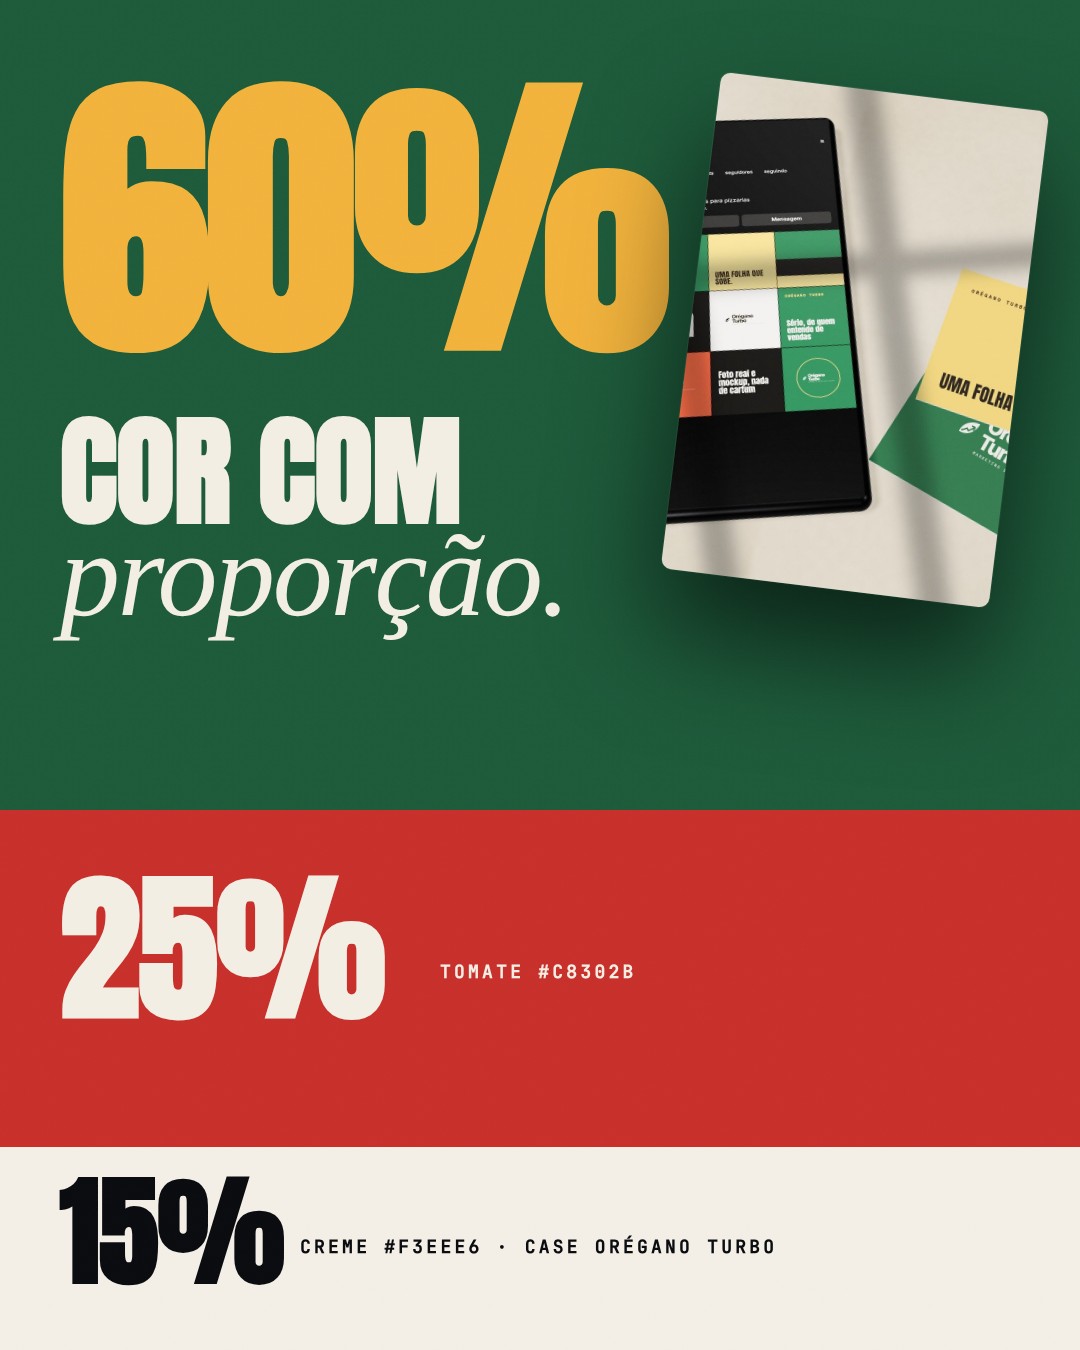 60%
COR COM
proporção.
seguidores seguindo
para pizzarias
Mensagem
UMA FOLHA QUE
SOBE.
Orégano
Turbo
ORÉGANO TURBO
Sério, de quem
entende de
vendas
Foto real e
mockup, nada
de cartum
ORÉGANO TURBO
UMA FOLHA
25%
TOMATE #C8302B
15%
CREME #F3EEE6 · CASE ORÉGANO TURBO